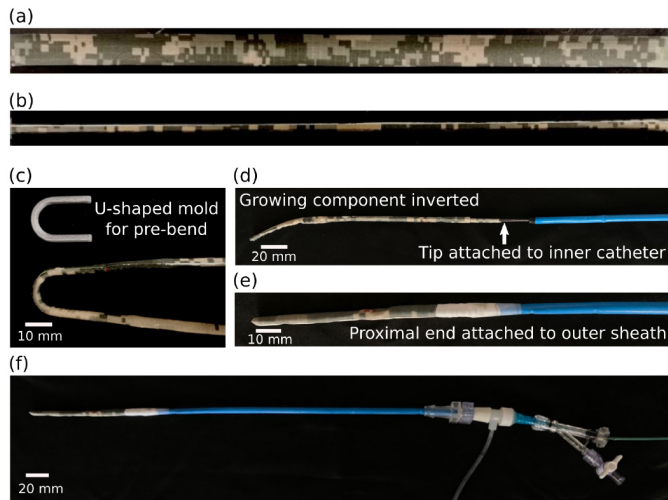 (a)
(b)
(c)
U-shaped mold
for pre-bend
10 mm
(d)
Growing component inverted
20 mm
Tip attached to inner catheter
(e)
10 mm
Proximal end attached to outer sheath
(f)
20 mm